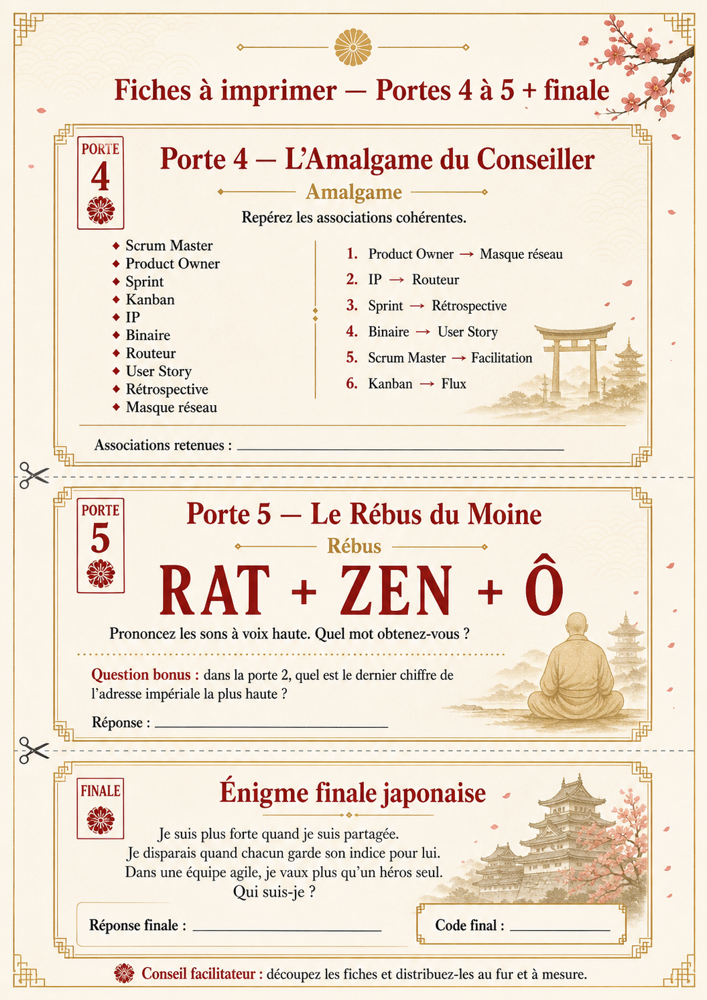 Fiches à imprimer — Portes 4 à 5 + finale
PORTE
4
Porte 4 — L’Amalgame du Conseiller
Amalgame
Repérez les associations cohérentes.
Scrum Master
Product Owner
Sprint
Kanban
IP
Binaire
Routeur
User Story
Rétrospective
Masque réseau
1. Product Owner → Masque réseau
2. IP → Routeur
3. Sprint → Rétrospective
4. Binaire → User Story
5. Scrum Master → Facilitation
6. Kanban → Flux
Associations retenues :
PORTE
5
Porte 5 — Le Rébus du Moine
Rébus
RAT + ZEN + Ô
Prononcez les sons à voix haute. Quel mot obtenez-vous ?
Question bonus : dans la porte 2, quel est le dernier chiffre de
l’adresse impériale la plus haute ?
Réponse :
FINALE
Énigme finale japonaise
Je suis plus forte quand je suis partagée.
Je disparais quand chacun garde son indice pour lui.
Dans une équipe agile, je vaux plus qu’un héros seul.
Qui suis-je ?
Réponse finale :
Code final :
Conseil facilitateur : découpez les fiches et distribuez-les au fur et à mesure.